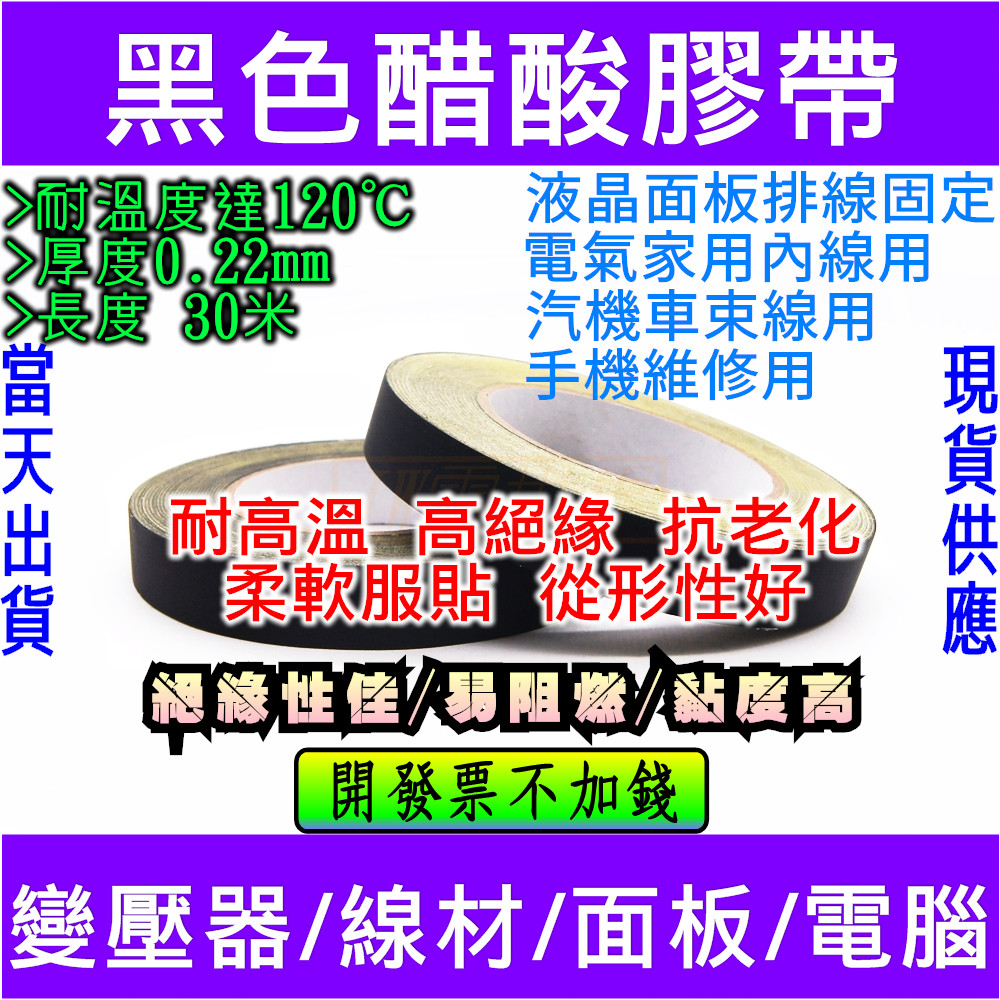 黑色醋酸膠帶
>耐溫度達120℃
>厚度0.22mm
>長度 30米
液晶面板排線固定
電氣家用內線用
汽機車束線用
手機維修用
當天出貨
現貨供應
耐高溫 高絕緣 抗老化
柔軟服貼 從形性好
絕緣性佳/易阻燃/黏度高
開發票不加錢
變壓器/線材/面板/電腦